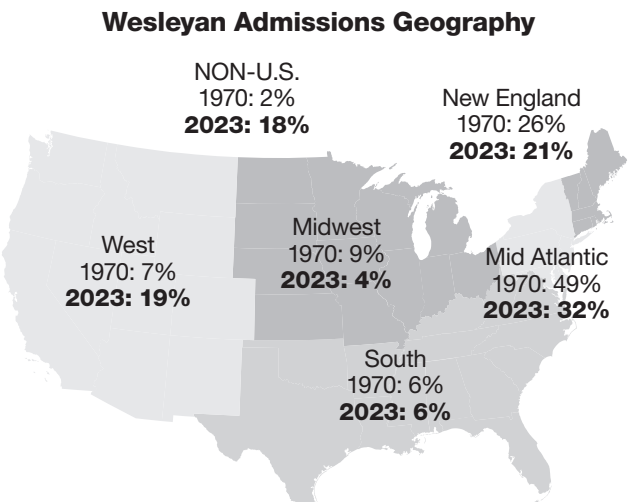 Wesleyan Admissions Geography
NON-U.S.
1970: 2%
2023: 18%
New England
1970: 26%
2023: 21%
West
1970: 7%
2023: 19%
Midwest
1970: 9%
2023: 4%
Mid Atlantic
1970: 49%
2023: 32%
South
1970: 6%
2023: 6%